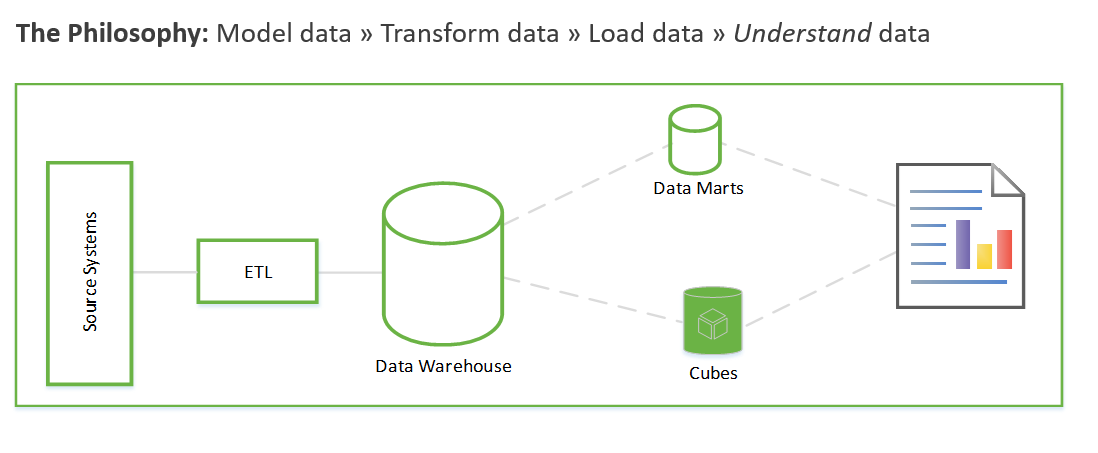 The Philosophy: Model data » Transform data » Load data » Understand data
Source Systems
ETL
Data Warehouse
Data Marts
Cubes